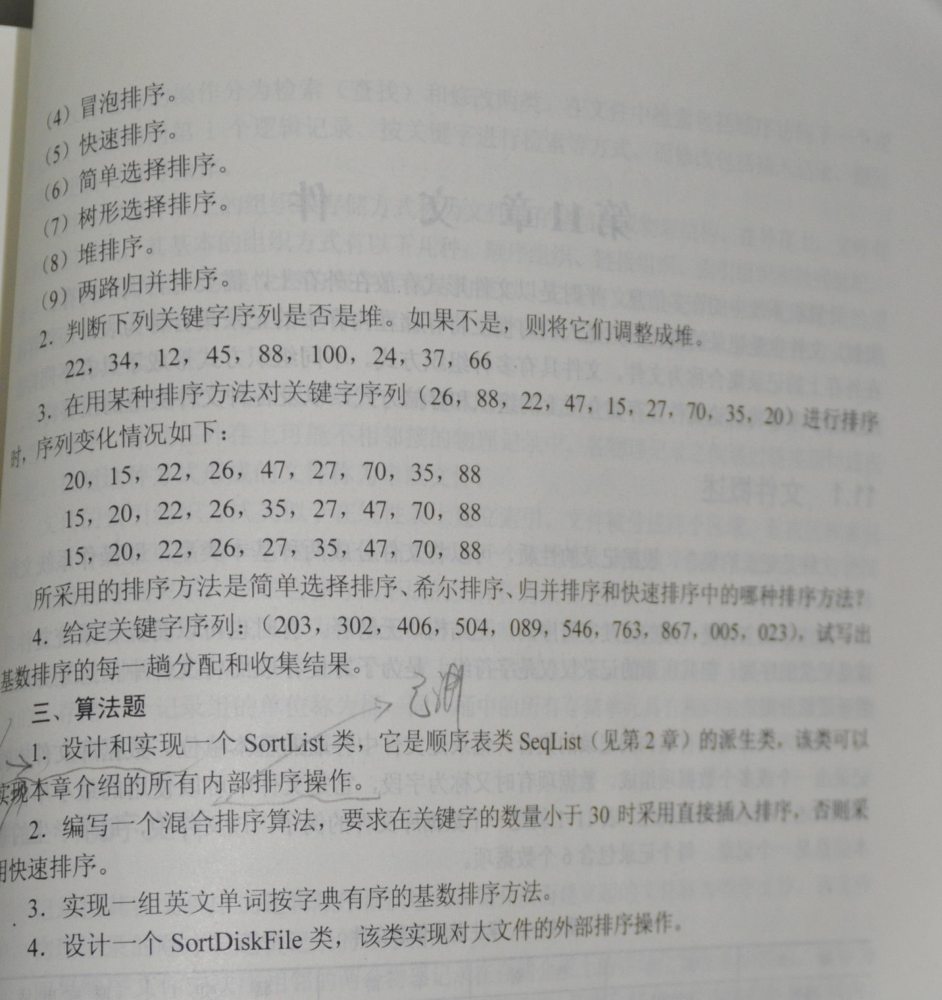 (4) 冒泡排序。
(5) 快速排序。
(6) 简单选择排序。
(7) 树形选择排序。
(8) 堆排序。
(9) 两路归并排序。
2. 判断下列关键字序列是否是堆。如果不是，则将它们调整成堆。
22，34，12，45，88，100，24，37，66
3. 在用某种排序方法对关键字序列（26，88，22，47，15，27，70，35，20）进行排序
时，序列变化情况如下：
20，15，22，26，47，27，70，35，88
15，20，22，26，35，27，47，70，88
15，20，22，26，27，35，47，70，88
所采用的排序方法是简单选择排序、希尔排序、归并排序和快速排序中的哪种排序方法？
4. 给定关键字序列：（203，302，406，504，089，546，763，867，005，023），试写出
基数排序的每一趟分配和收集结果。
三、算法题
1. 设计和实现一个 SortList 类，它是顺序表类 SeqList（见第 2 章）的派生类，该类可以
实现本章介绍的所有内部排序操作。
2. 编写一个混合排序算法，要求在关键字的数量小于 30 时采用直接插入排序，否则采
用快速排序。
3. 实现一组英文单词按字典有序的基数排序方法。
4. 设计一个 SortDiskFile 类，该类实现对大文件的外部排序操作。